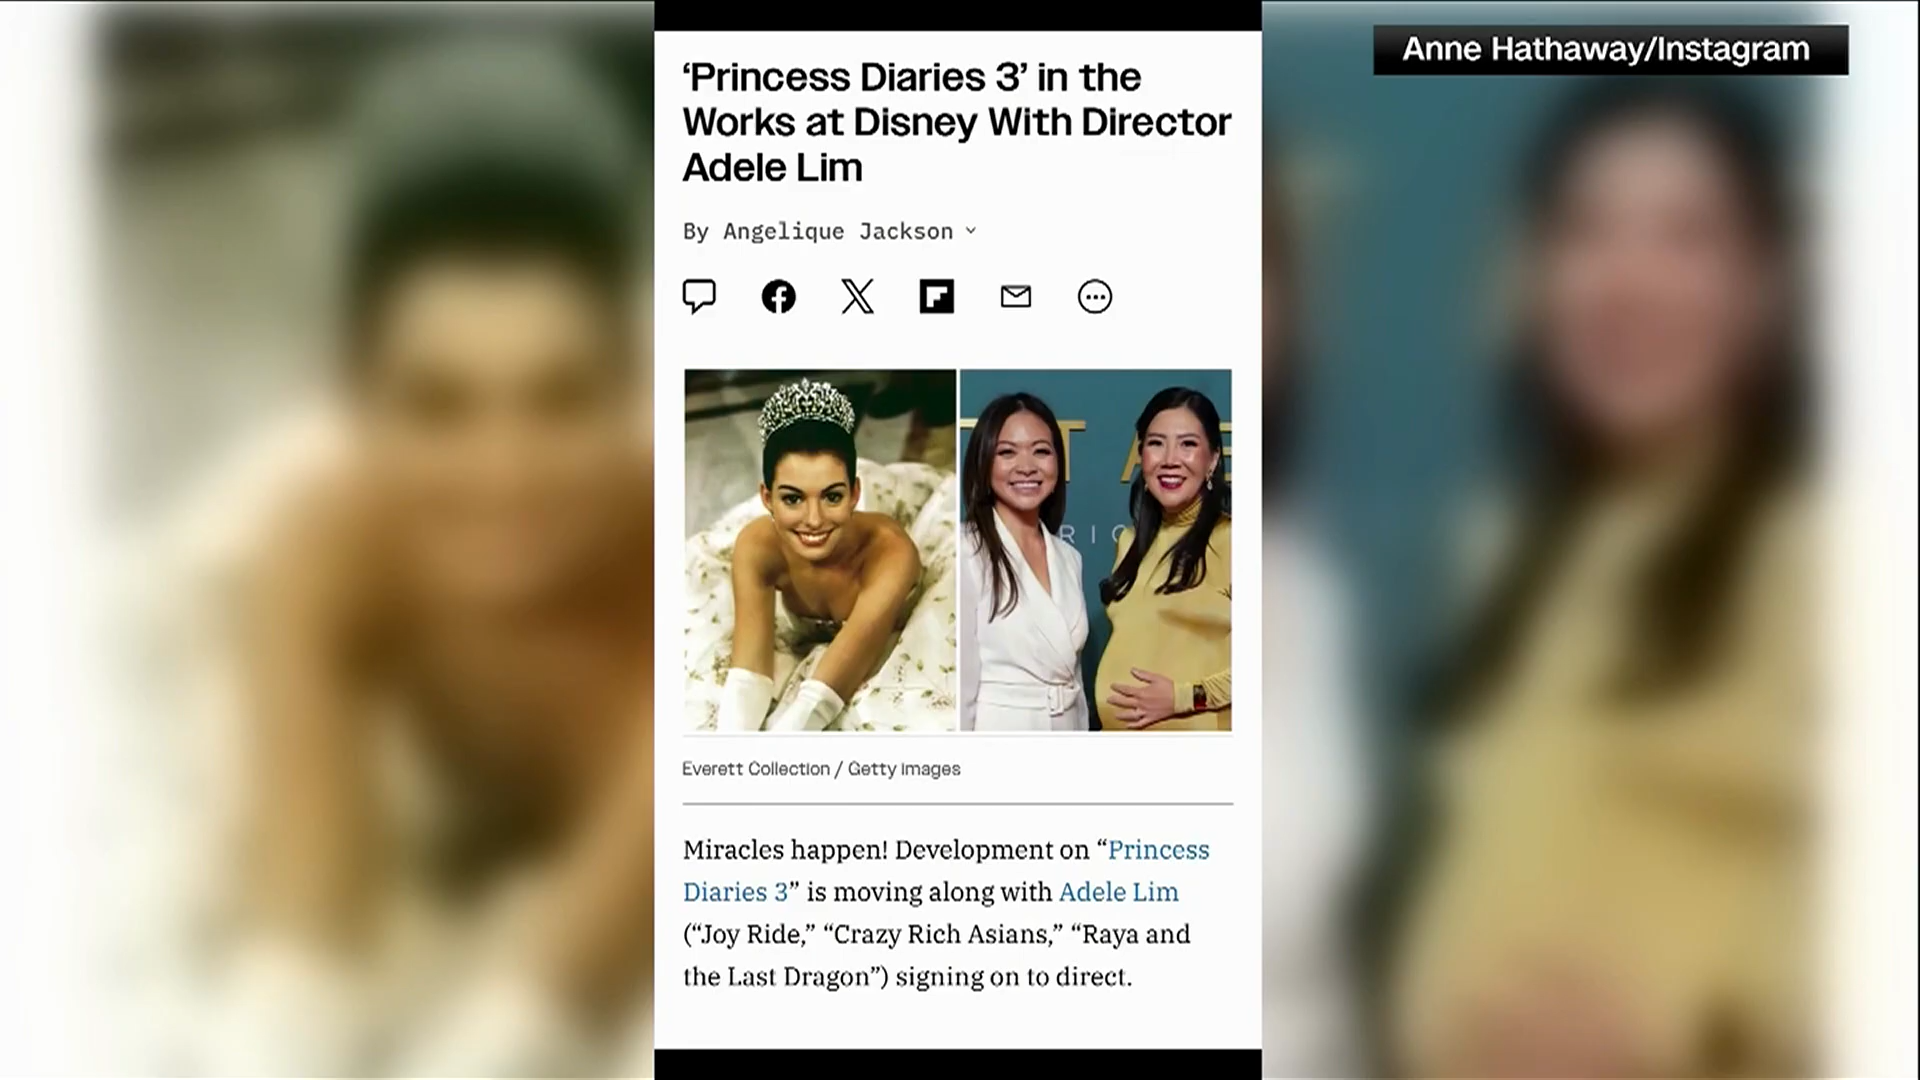 Anne Hathaway/Instagram
‘Princess Diaries 3’ in the
Works at Disney With Director
Adele Lim
By Angelique Jackson
T A
RIC
Everett Collection / Getty Images
Miracles happen! Development on “Princess
Diaries 3” is moving along with Adele Lim
(“Joy Ride,” “Crazy Rich Asians,” “Raya and
the Last Dragon”) signing on to direct.